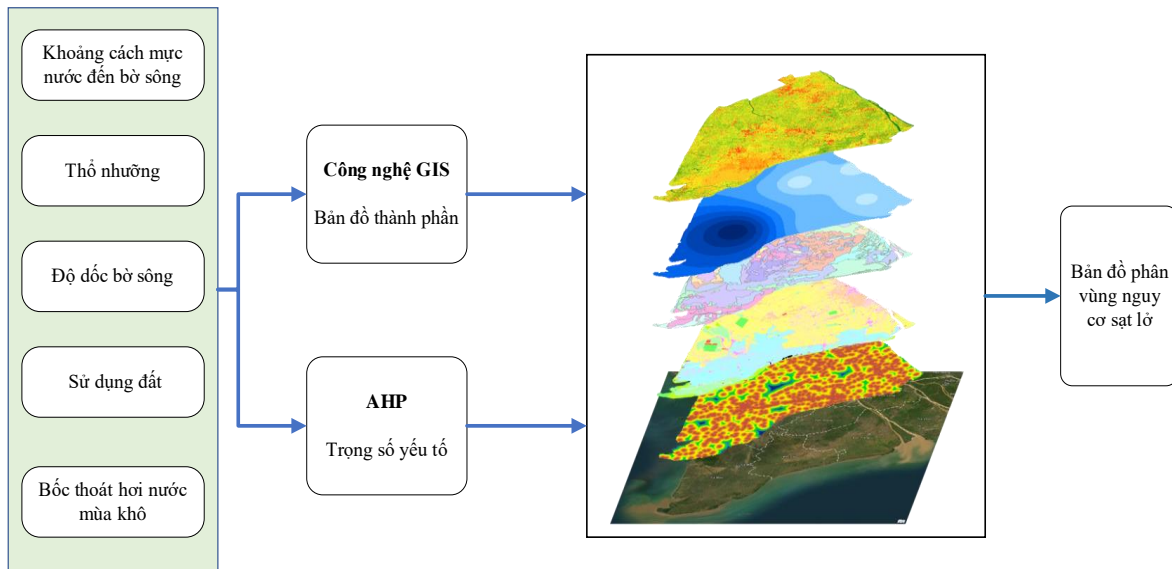 Khoảng cách mực
nước đến bờ sông
Thổ nhưỡng
Độ dốc bờ sông
Sử dụng đất
Bốc thoát hơi nước
mùa khô
Công nghệ GIS
Bản đồ thành phần
AHP
Trọng số yếu tố
Bản đồ phân
vùng nguy
cơ sạt lở